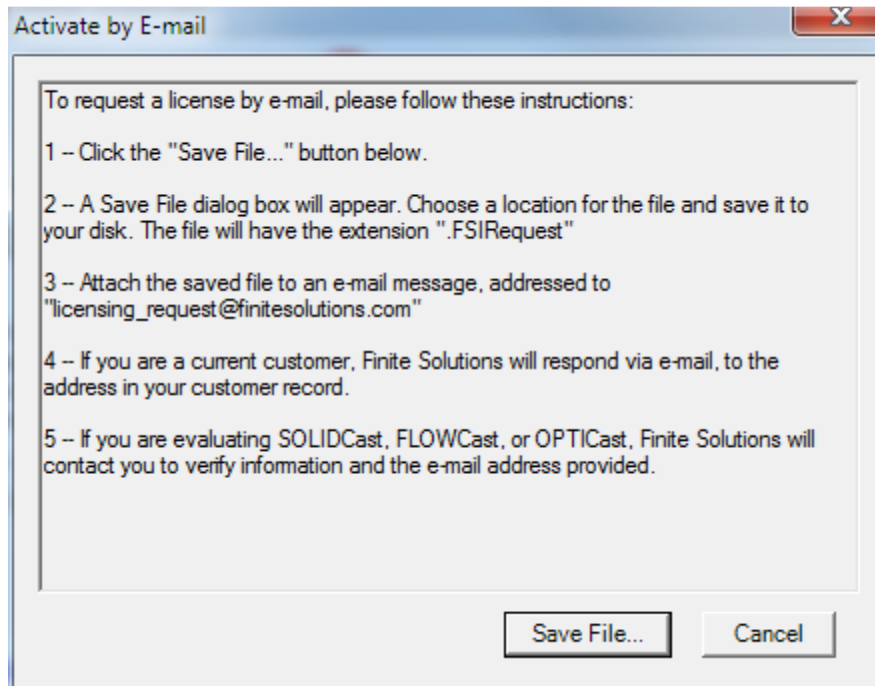 Activate by E-mail
To request a license by e-mail, please follow these instructions:
1 -- Click the "Save File..." button below.
2 -- A Save File dialog box will appear. Choose a location for the file and save it to
your disk. The file will have the extension ".FSIRequest"
3 -- Attach the saved file to an e-mail message, addressed to
"licensing_request@finitesolutions.com"
4 -- If you are a current customer, Finite Solutions will respond via e-mail, to the
address in your customer record.
5 -- If you are evaluating SOLIDCast, FLOWCast, or OPTICast, Finite Solutions will
contact you to verify information and the e-mail address provided.
Save File...
Cancel